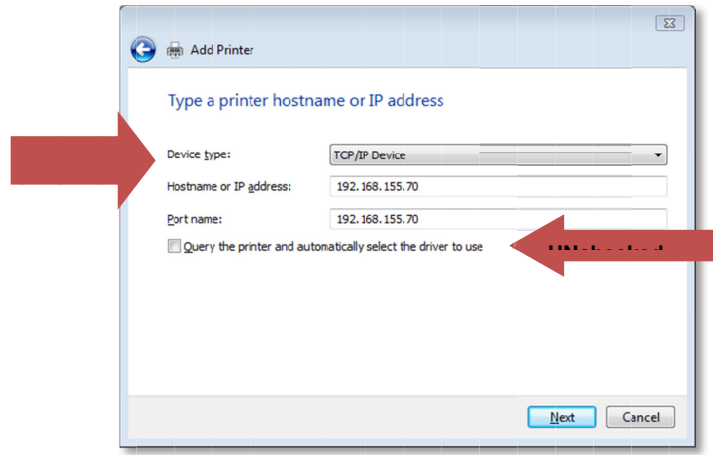 Add Printer
Type a printer hostname or IP address
Device type: TCP/IP Device
Hostname or IP address: 192.168.155.70
Port name: 192.168.155.70
Query the printer and automatically select the driver to use
Next Cancel